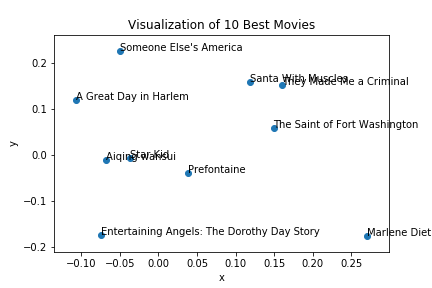 Visualization of 10 Best Movies
Someone Else's America
Santa With Muscles
They Made Me a Criminal
A Great Day in Harlem
The Saint of Fort Washington
Aiqing wansui
Star Kid
Prefontaine
Entertaining Angels: The Dorothy Day Story
Marlene Diet
y
0.2
0.1
0.0
−0.1
−0.2
−0.10
−0.05
0.00
0.05
0.10
0.15
0.20
0.25
x